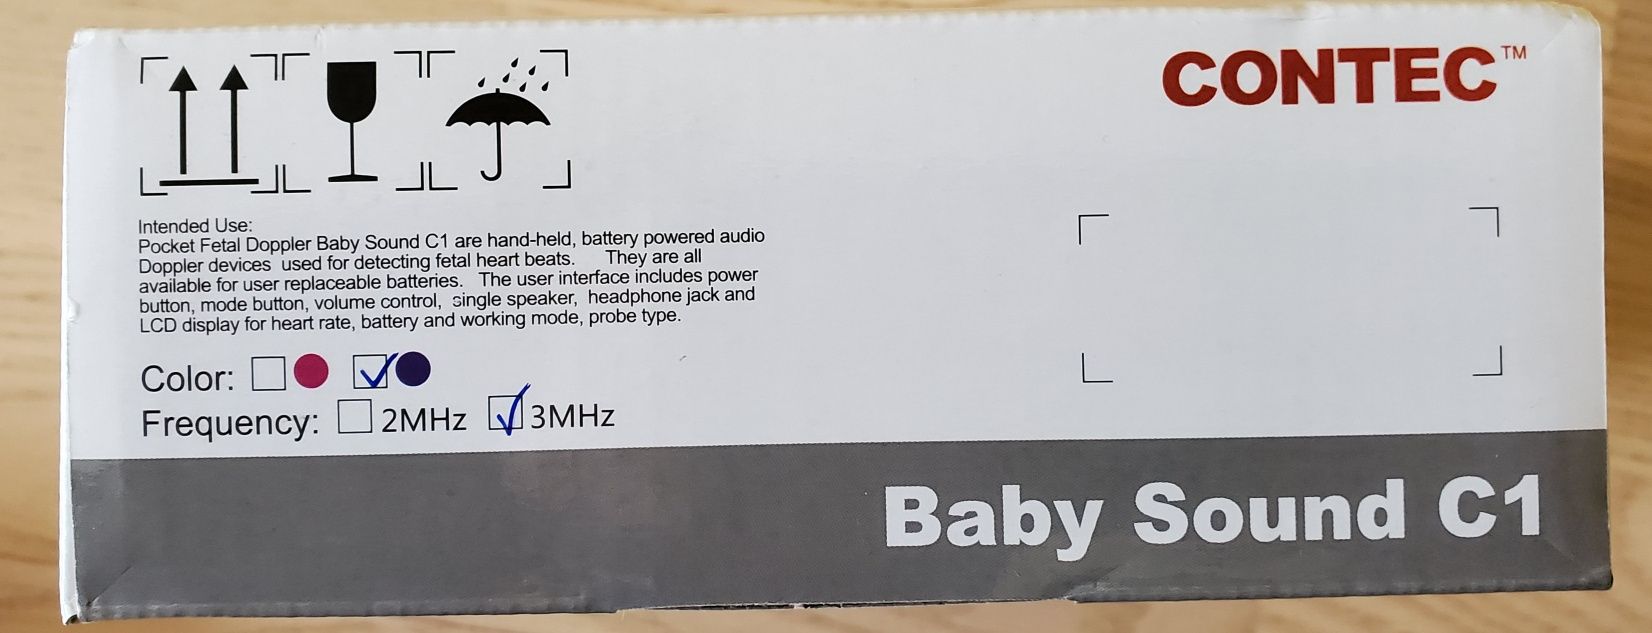 CONTEC™
Intended Use:
Pocket Fetal Doppler Baby Sound C1 are hand-held, battery powered audio
Doppler devices used for detecting fetal heart beats. They are all
available for user replaceable batteries. The user interface includes power
button, mode button, volume control, single speaker, headphone jack and
LCD display for heart rate, battery and working mode, probe type.
Color:
Frequency: 2MHz 3MHz
Baby Sound C1